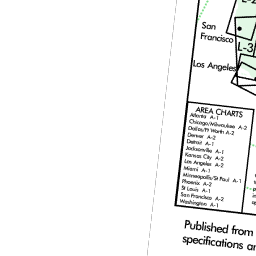 L-2
San
Francisco
L-3
Los Angeles
AREA CHARTS
Atlanta A-1
Chicago/Milwaukee A-2
Dallas/Ft Worth A-2
Denver A-2
Detroit A-1
Jacksonville A-1
Kansas City A-2
Los Angeles A-2
Miami A-1
Minneapolis/St Paul A-1
Phoenix A-2
St Louis A-1
San Francisco A-2
Washington A-1
Published from
specifications